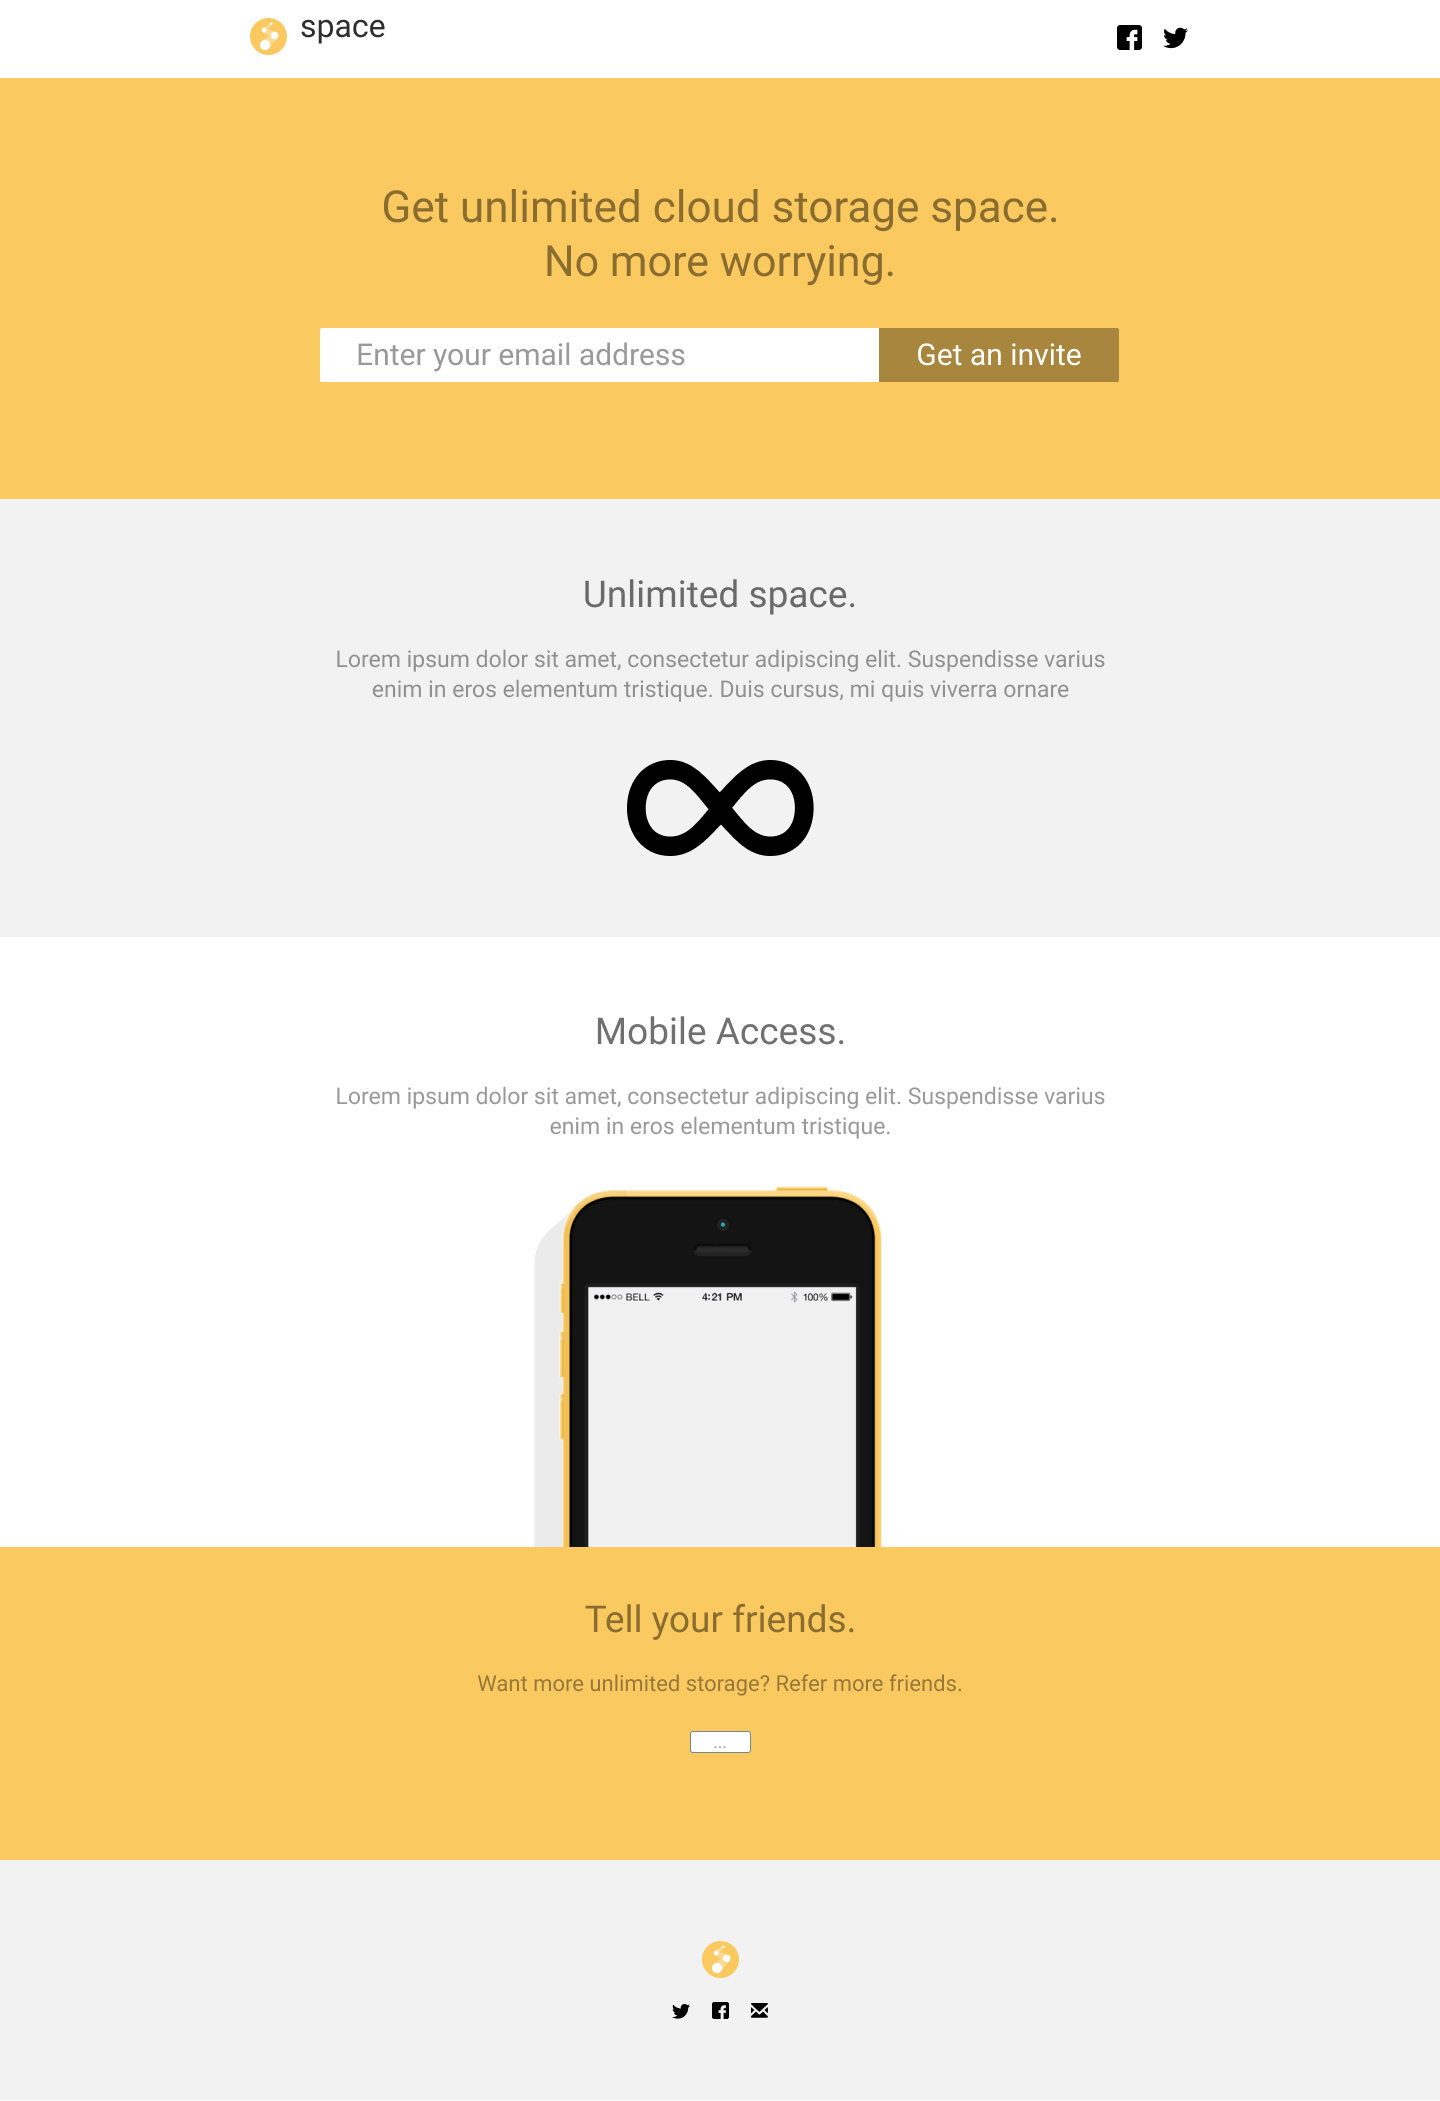 space
Get unlimited cloud storage space.
No more worrying.
Enter your email address
Get an invite
Unlimited space.
Lorem ipsum dolor sit amet, consectetur adipiscing elit. Suspendisse varius
enim in eros elementum tristique. Duis cursus, mi quis viverra ornare
Mobile Access.
Lorem ipsum dolor sit amet, consectetur adipiscing elit. Suspendisse varius
enim in eros elementum tristique.
BELL 4:21 PM 100%
Tell your friends.
Want more unlimited storage? Refer more friends.
...